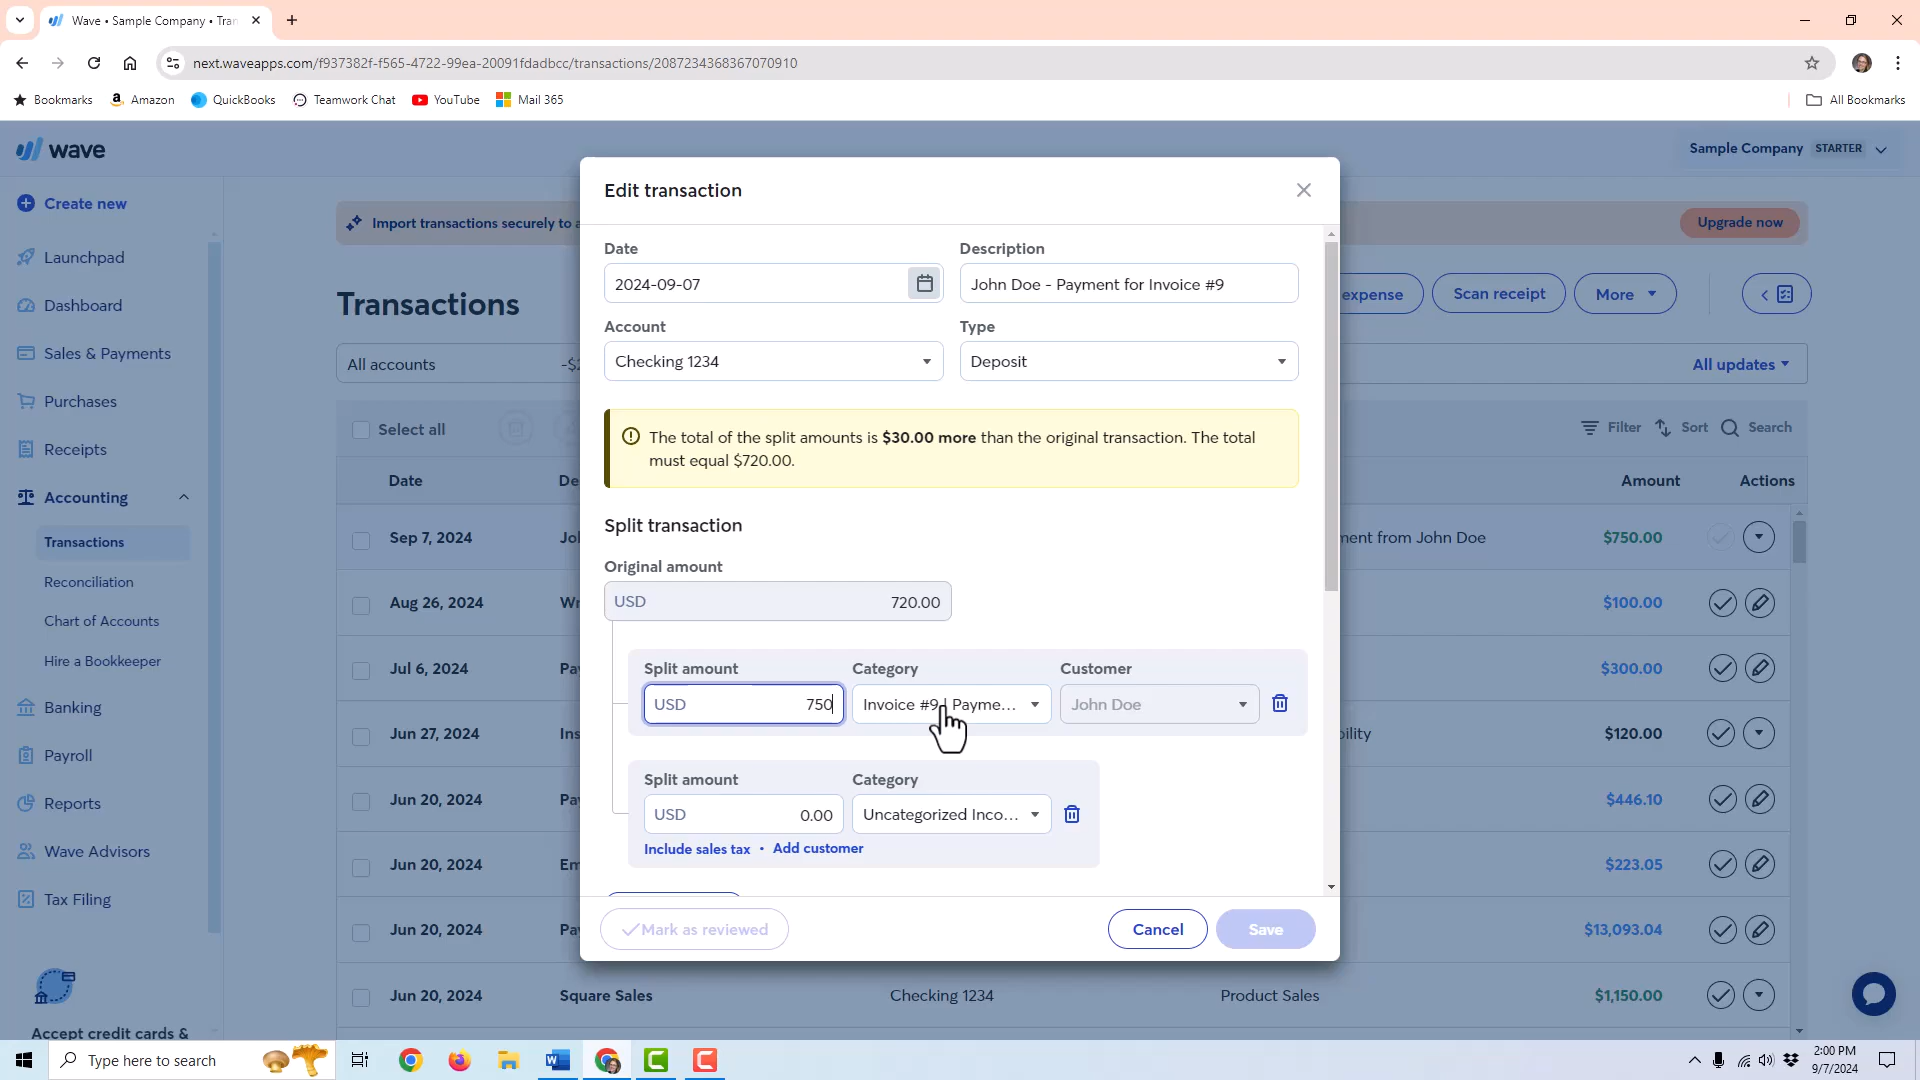 Wave • Sample Company • Tran
next.waveapps.com/f937382f-f565-4722-99ea-20091fdadbcc/transactions/2087234368367070910
Bookmarks Amazon QuickBooks Teamwork Chat YouTube Mail 365 All Bookmarks
wave
Sample Company STARTER
Create new
Launchpad
Dashboard
Sales & Payments
Purchases
Receipts
Accounting
Transactions
Reconciliation
Chart of Accounts
Hire a Bookkeeper
Banking
Payroll
Reports
Wave Advisors
Tax Filing
Accept credit cards &
Import transactions securely to
Upgrade now
Transactions
expense Scan receipt More
All accounts
All updates
Select all
Filter Sort Search
Date Amount Actions
Sep 7, 2024 from John Doe $750.00
Aug 26, 2024 $100.00
Jul 6, 2024 $300.00
Jun 27, 2024 $120.00
Jun 20, 2024 $446.10
Jun 20, 2024 $223.05
Jun 20, 2024 $13,093.04
Jun 20, 2024 Square Sales Checking 1234 Product Sales $1,150.00
Edit transaction
Date Description
2024-09-07 John Doe - Payment for Invoice #9
Account Type
Checking 1234 Deposit
The total of the split amounts is $30.00 more than the original transaction. The total
must equal $720.00.
Split transaction
Original amount
USD 720.00
Split amount Category Customer
USD 750 Invoice #9 | Payme... John Doe
Split amount Category
USD 0.00 Uncategorized Inco...
Include sales tax • Add customer
Mark as reviewed Cancel Save
Type here to search
2:00 PM
9/7/2024